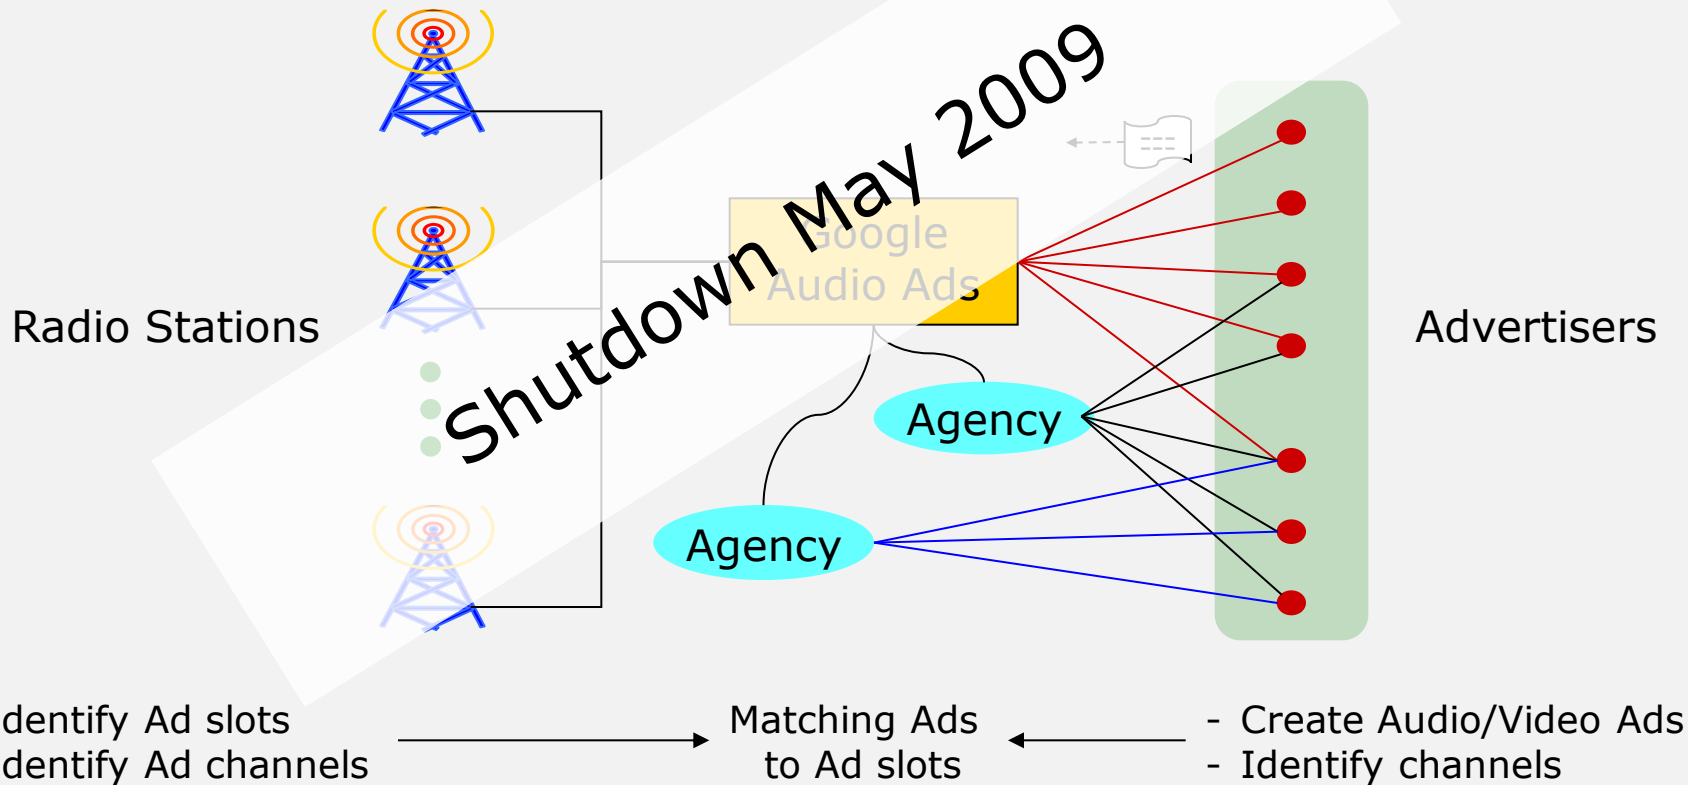 Shutdown May 2009
Google
Audio Ads
Radio Stations
Advertisers
Agency
Agency
dentify Ad slots
dentify Ad channels
Matching Ads
to Ad slots
- Create Audio/Video Ads
- Identify channels